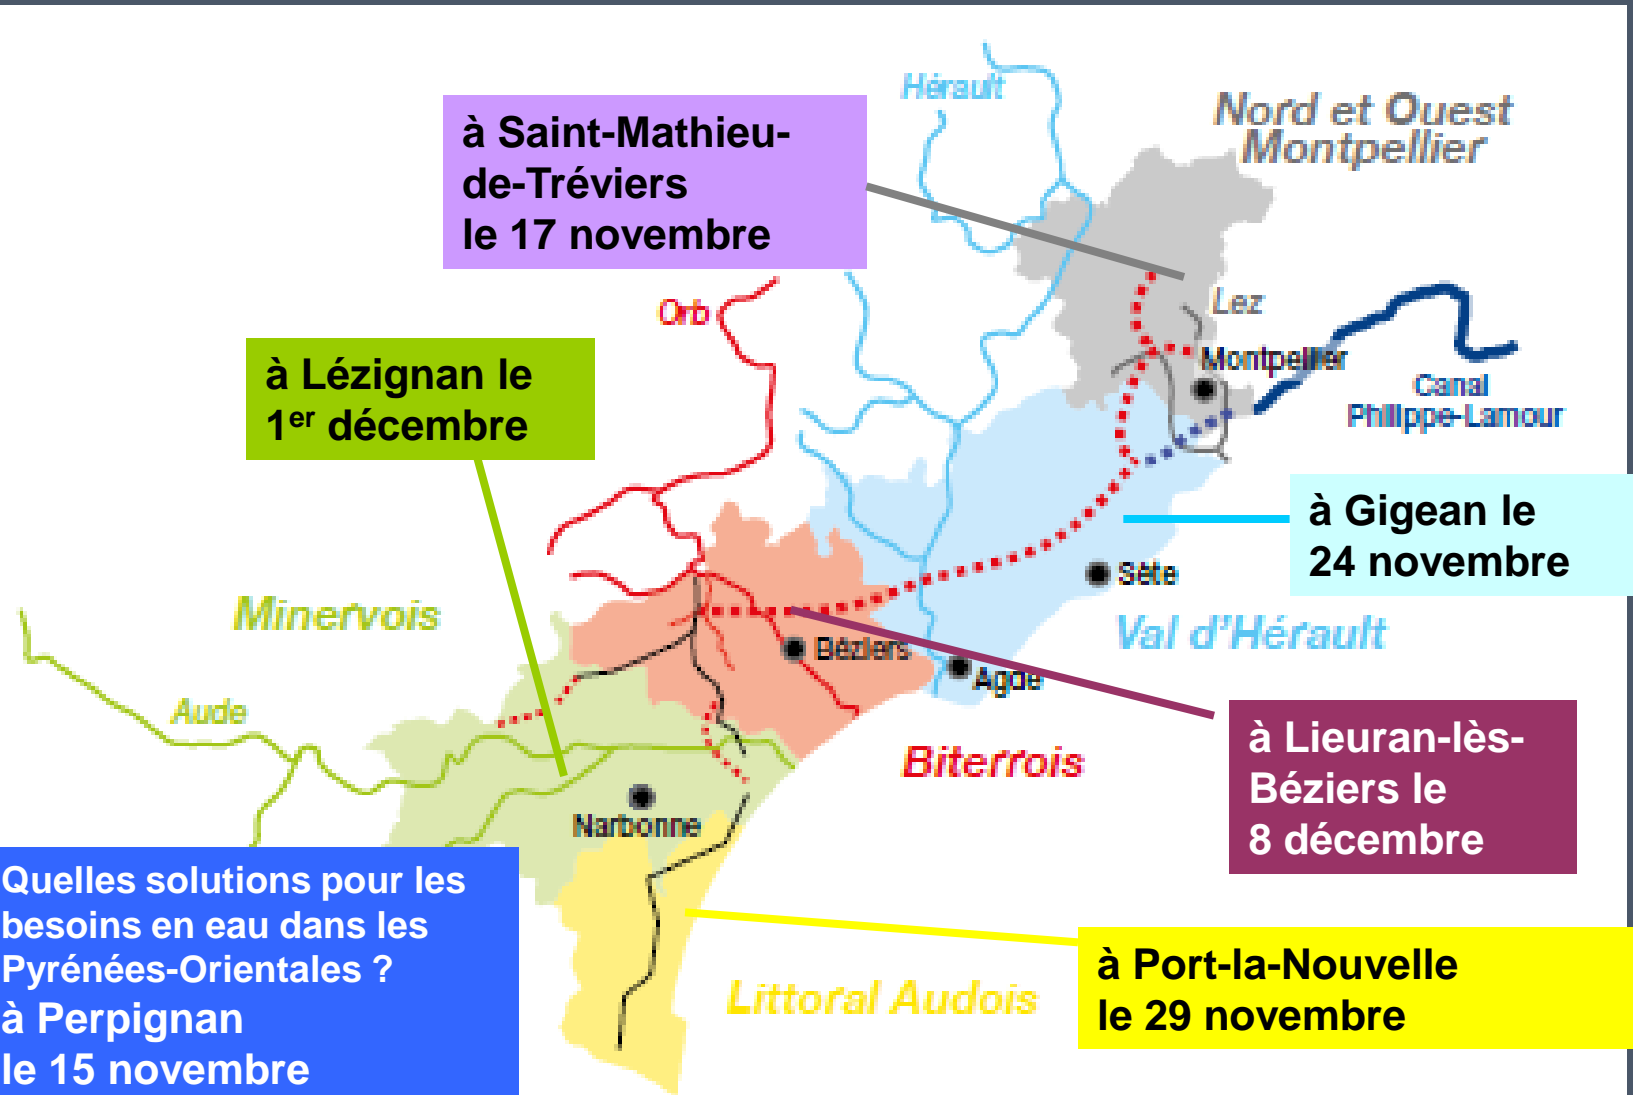 Hérault
Nord et Ouest
Montpellier
à Saint-Mathieu-
de-Tréviers
le 17 novembre
Orb
Lez
Montpellier
Canal
Philippe-Lamour
à Lézignan le
1er décembre
à Gigean le
24 novembre
Sète
Minervois
Val d'Hérault
Béziers
Agde
Aude
à Lieuran-lès-
Béziers le
8 décembre
Biterrois
Narbonne
Quelles solutions pour les
besoins en eau dans les
Pyrénées-Orientales ?
à Perpignan
le 15 novembre
Littoral Audois
à Port-la-Nouvelle
le 29 novembre